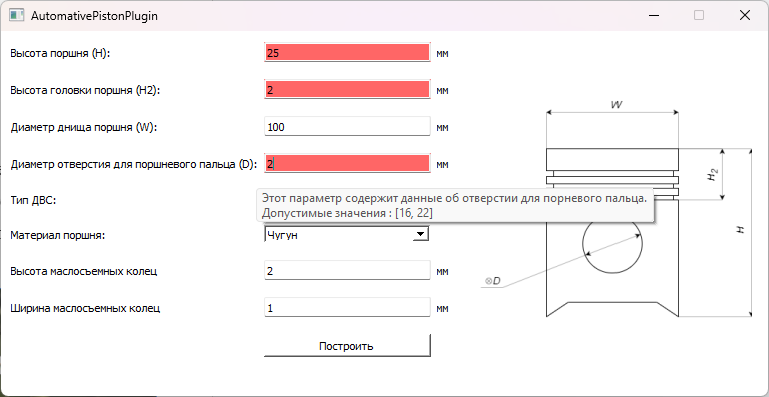 AutomativePistonPlugin
Высота поршня (H): 25 мм
Высота головки поршня (H2): 2 мм
Диаметр днища поршня (W): 100 мм
Диаметр отверстия для поршневого пальца (D): 2 мм
Тип ДВС:
Этот параметр содержит данные об отверстии для порневого пальца.
Допустимые значения : [16, 22]
Материал поршня: Чугун
Высота маслосъемных колец 2 мм
Ширина маслосъемных колец 1 мм
Построить
W
H2
H
⊗D